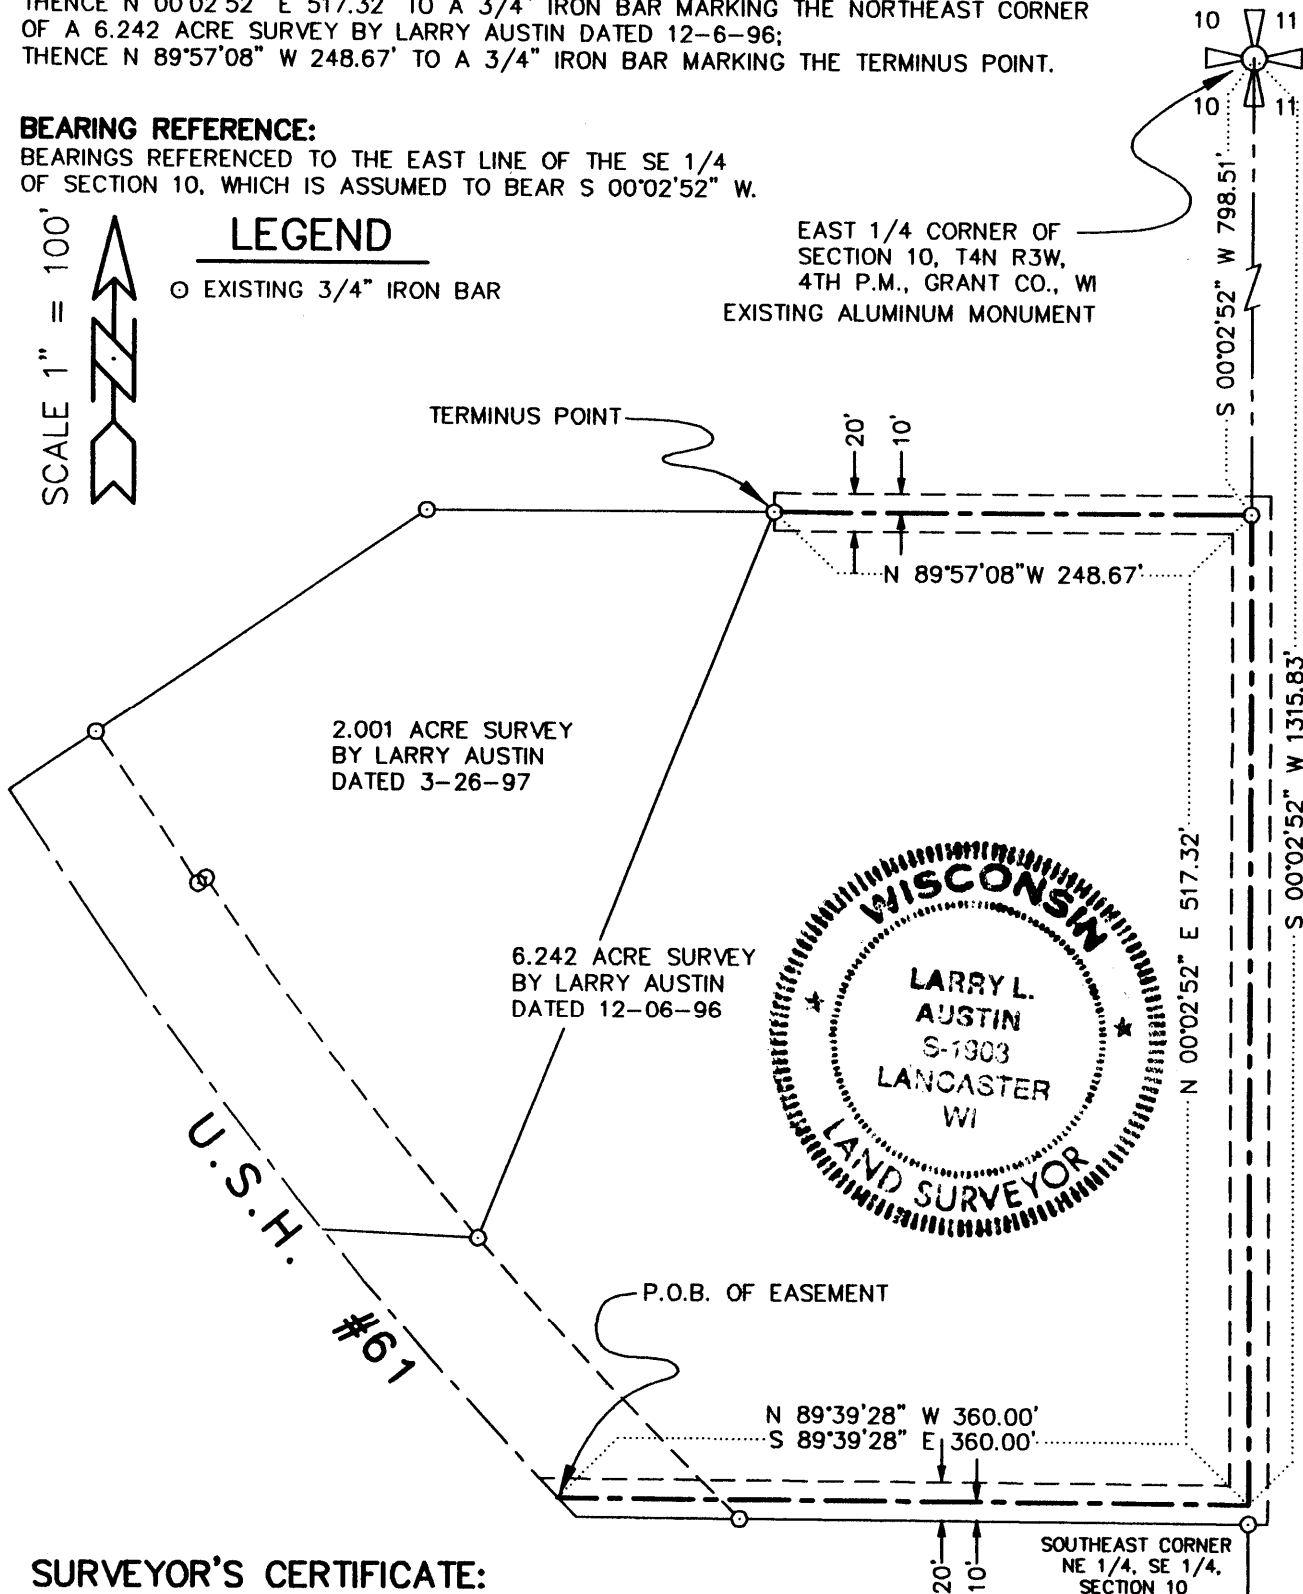 THENCE N 00°02'52" E 517.32' TO A 3/4" IRON BAR MARKING THE NORTHEAST CORNER
OF A 6.242 ACRE SURVEY BY LARRY AUSTIN DATED 12-6-96;
THENCE N 89°57'08" W 248.67' TO A 3/4" IRON BAR MARKING THE TERMINUS POINT.
10 11
10 11
BEARING REFERENCE:
BEARINGS REFERENCED TO THE EAST LINE OF THE SE 1/4
OF SECTION 10, WHICH IS ASSUMED TO BEAR S 00°02'52" W.
SCALE 1" = 100'
N
LEGEND
⊙ EXISTING 3/4" IRON BAR
EAST 1/4 CORNER OF
SECTION 10, T4N R3W,
4TH P.M., GRANT CO., WI
EXISTING ALUMINUM MONUMENT
S 00°02'52" W 798.51'
TERMINUS POINT
20'
10'
N 89°57'08"W 248.67'
S 00°02'52" W 1315.83'
2.001 ACRE SURVEY
BY LARRY AUSTIN
DATED 3-26-97
N 00°02'52" E 517.32'
6.242 ACRE SURVEY
BY LARRY AUSTIN
DATED 12-06-96
WISCONSIN
LARRY L.
AUSTIN
S-1903
LANCASTER
WI
LAND SURVEYOR
U.S.H. #61
P.O.B. OF EASEMENT
N 89°39'28" W 360.00'
S 89°39'28" E 360.00'
20'
10'
SOUTHEAST CORNER
NE 1/4, SE 1/4,
SECTION 10
SURVEYOR'S CERTIFICATE: